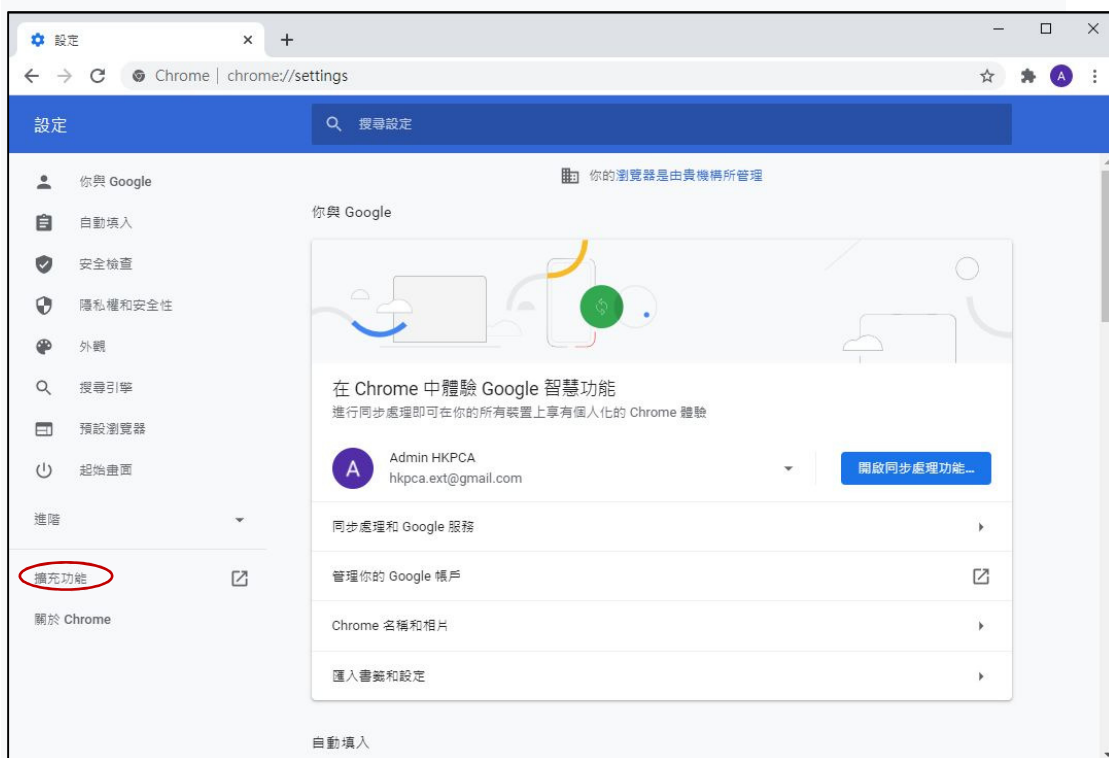 設定
Chrome | chrome://settings
A
設定
搜尋設定
你與 Google
自動填入
安全檢查
隱私權和安全性
外觀
搜尋引擎
預設瀏覽器
起始畫面
進階
擴充功能
關於 Chrome
你的瀏覽器是由貴機構所管理
你與 Google
在 Chrome 中體驗 Google 智慧功能
進行同步處理即可在你的所有裝置上享有個人化的 Chrome 體驗
A
Admin HKPCA
hkpca.ext@gmail.com
開啟同步處理功能...
同步處理和 Google 服務
管理你的 Google 帳戶
Chrome 名稱和相片
匯入書籤和設定
自動填入